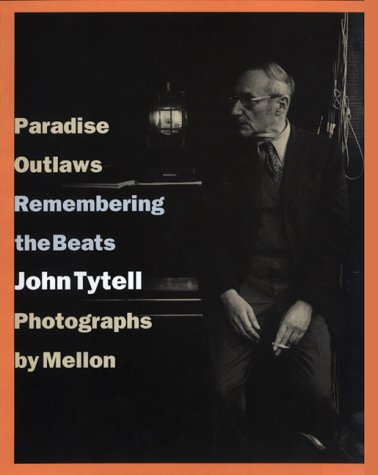 Paradise
Outlaws
Remembering
the Beats
John Tytell
Photographs
by Mellon